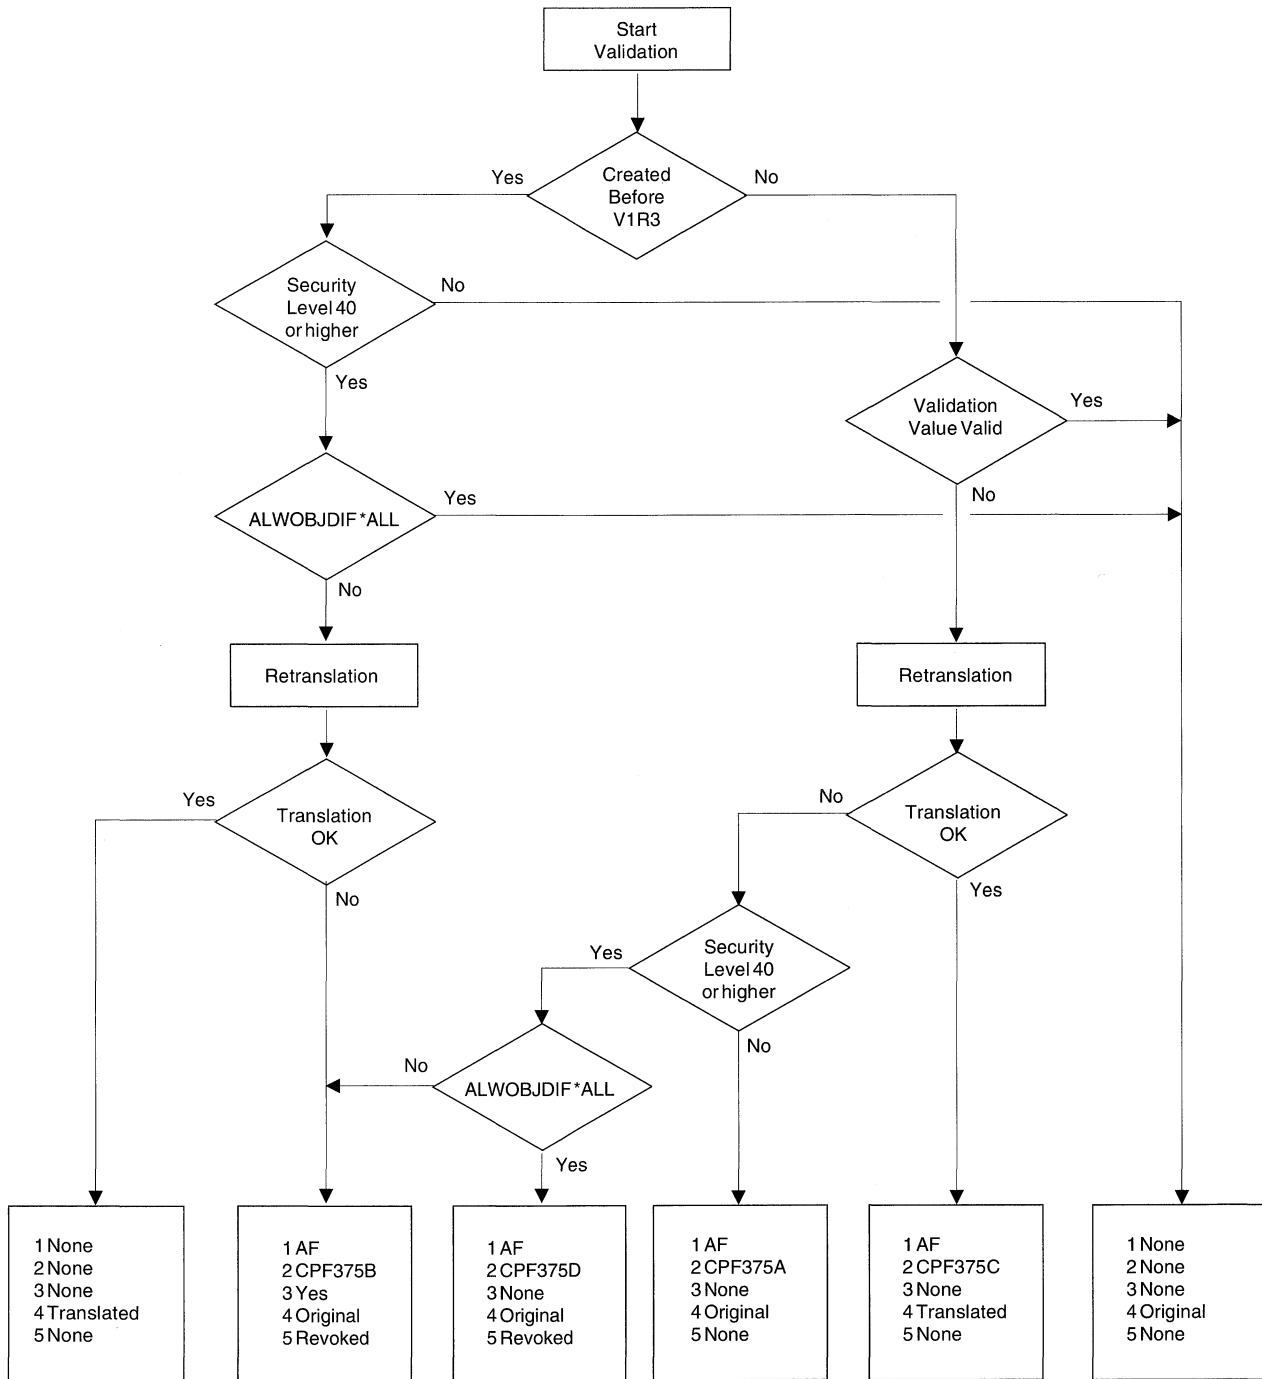 Start
Validation
Yes
Created
Before
V1R3
No
Security
Level 40
or higher
No
Yes
Validation
Value Valid
Yes
ALWOBJDIF *ALL
Yes
No
No
Retranslation
Retranslation
Yes
Translation
OK
No
No
Translation
OK
Yes
Yes
Security
Level 40
or higher
No
No
ALWOBJDIF *ALL
Yes
1 None
2 None
3 None
4 Translated
5 None
1 AF
2 CPF375B
3 Yes
4 Original
5 Revoked
1 AF
2 CPF375D
3 None
4 Original
5 Revoked
1 AF
2 CPF375A
3 None
4 Original
5 None
1 AF
2 CPF375C
3 None
4 Translated
5 None
1 None
2 None
3 None
4 Original
5 None